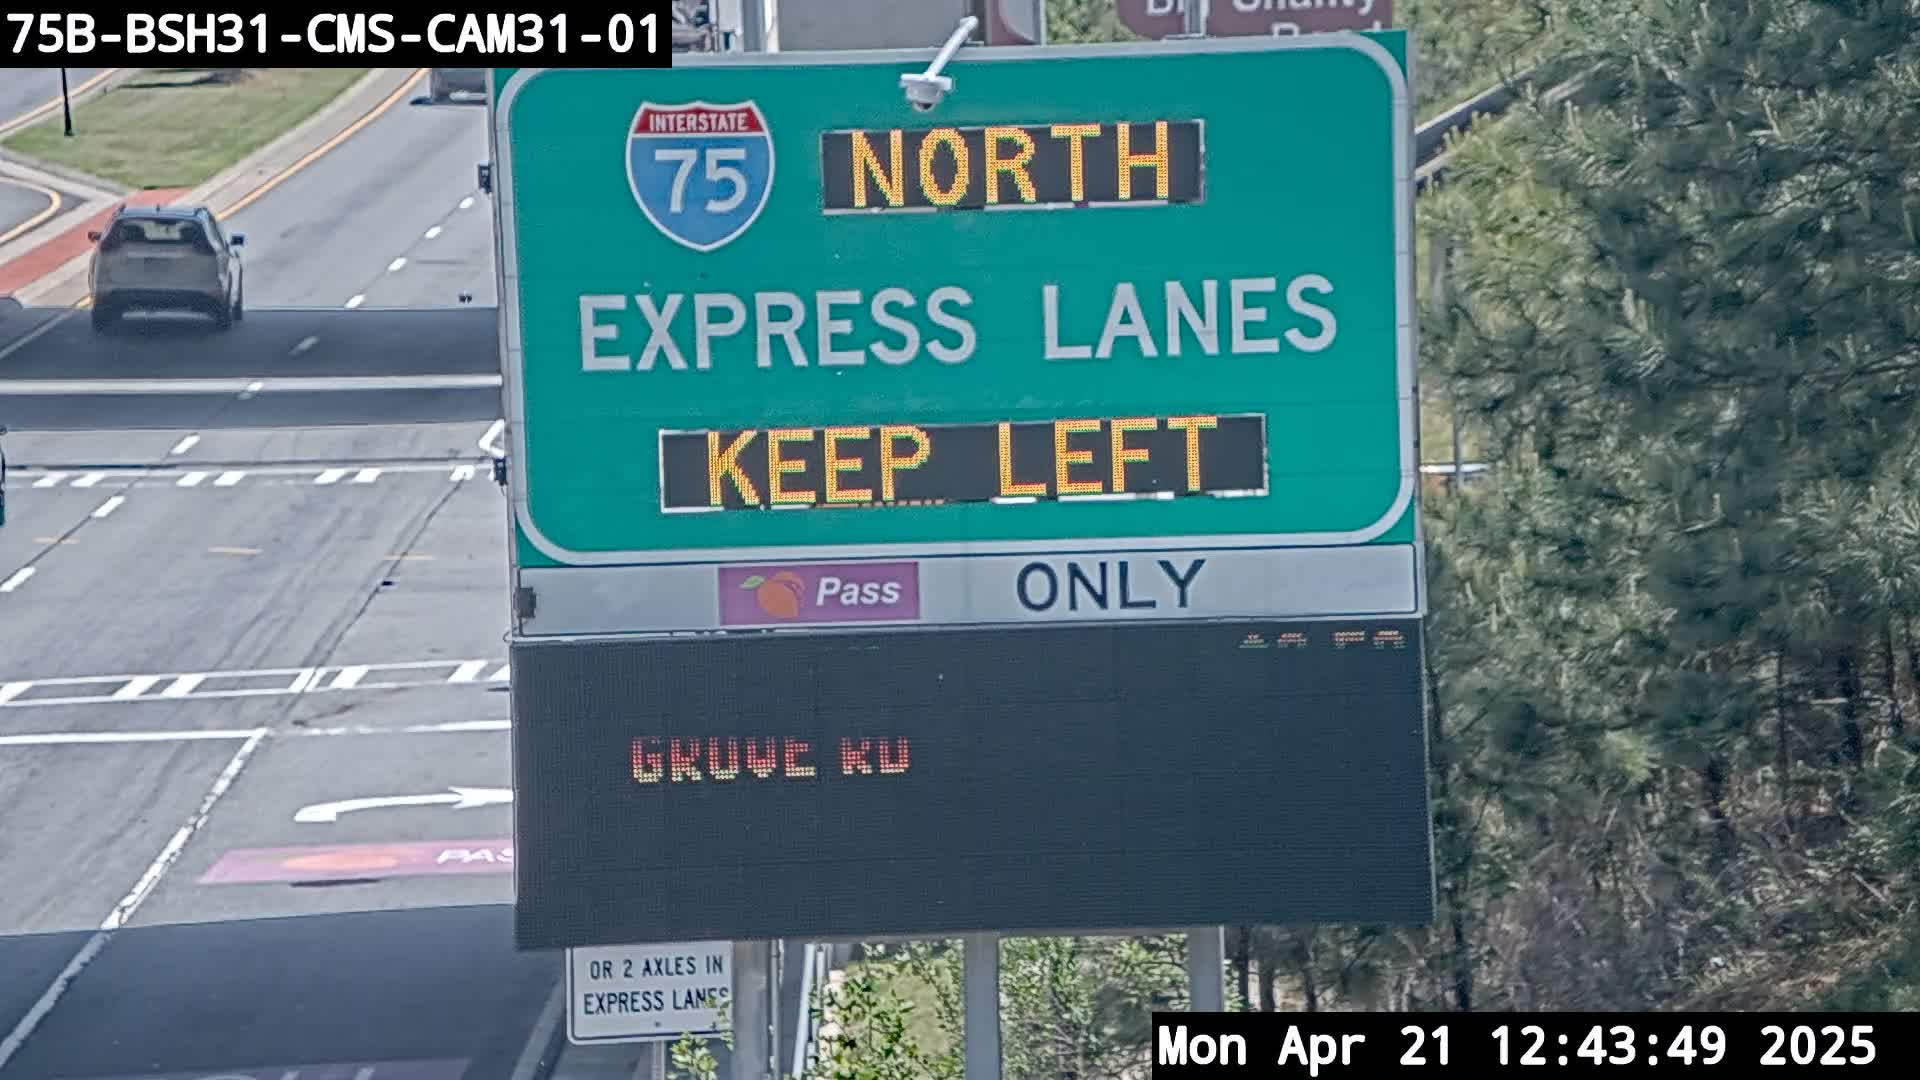 75B-BSH31-CMS-CAM31-01
INTERSTATE
75
NORTH
EXPRESS LANES
KEEP LEFT
Pass
ONLY
OR 2 AXLES IN
EXPRESS LANES
Mon Apr 21 12:43:49 2025